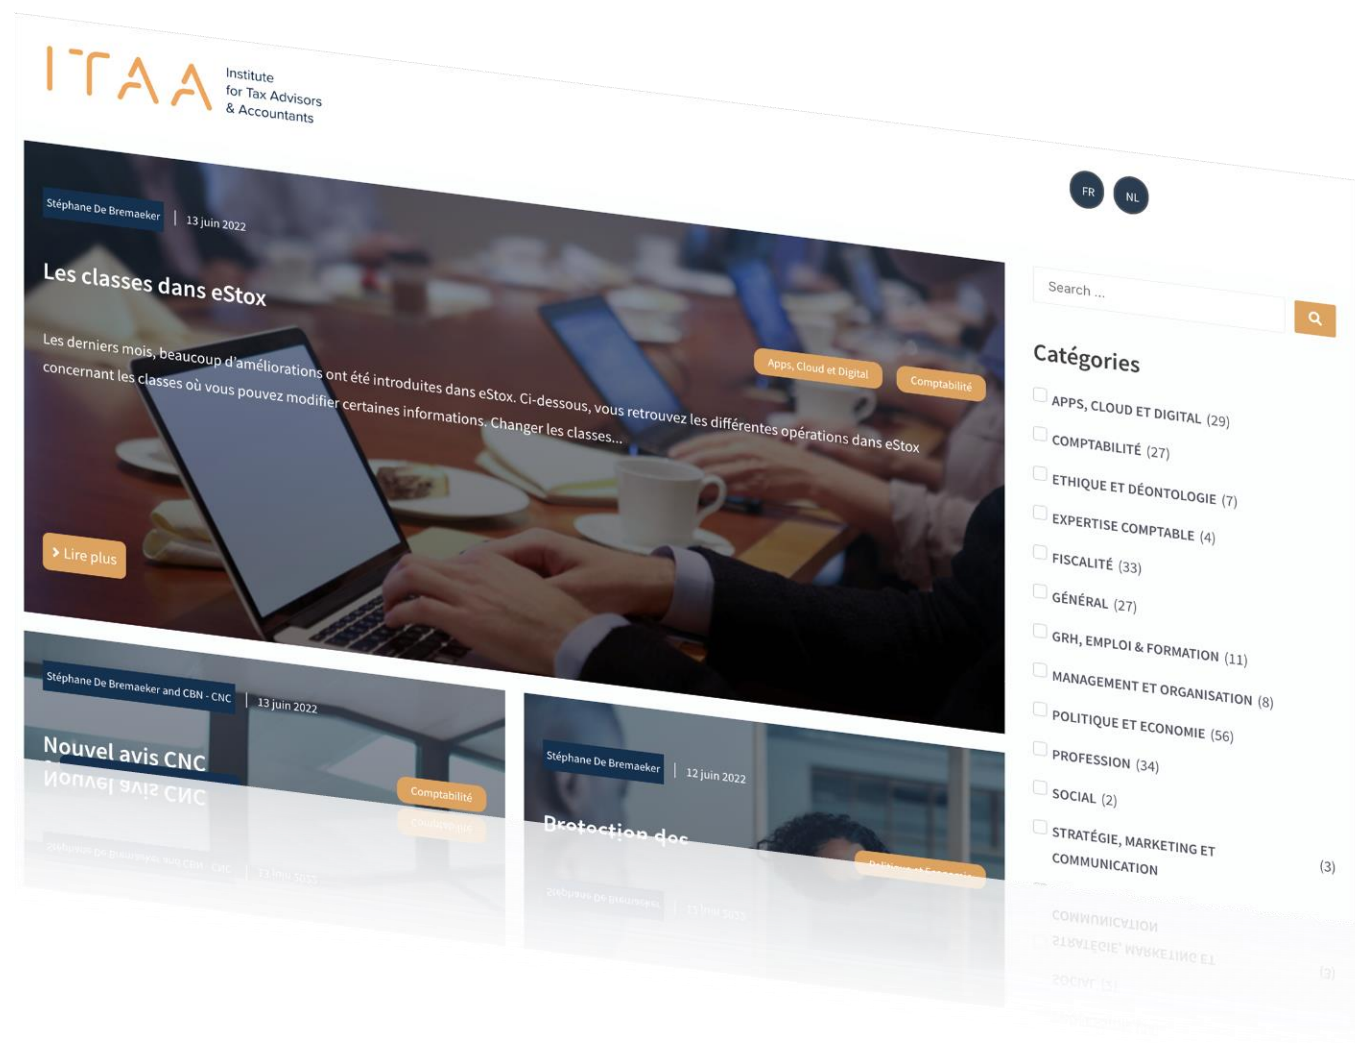 ITAA
Institute
for Tax Advisors
& Accountants
FR
NL
Stéphane De Bremaeker
13 juin 2022
Les classes dans eStox
Les derniers mois, beaucoup d'améliorations ont été introduites dans eStox. Ci-dessous, vous retrouvez les différentes opérations dans eStox
concernant les classes où vous pouvez modifier certaines informations. Changer les classes...
Apps, Cloud et Digital
Comptabilité
Lire plus
Stéphane De Bremaeker and CBN - CNC
13 juin 2022
Nouvel avis CNC
Comptabilité
Stéphane De Bremaeker
12 juin 2022
Protection des
Politique et Economie
Search ...
Catégories
APPS, CLOUD ET DIGITAL (29)
COMPTABILITÉ (27)
ETHIQUE ET DÉONTOLOGIE (7)
EXPERTISE COMPTABLE (4)
FISCALITÉ (33)
GÉNÉRAL (27)
GRH, EMPLOI & FORMATION (11)
MANAGEMENT ET ORGANISATION (8)
POLITIQUE ET ECONOMIE (56)
PROFESSION (34)
SOCIAL (2)
STRATÉGIE, MARKETING ET
COMMUNICATION (3)